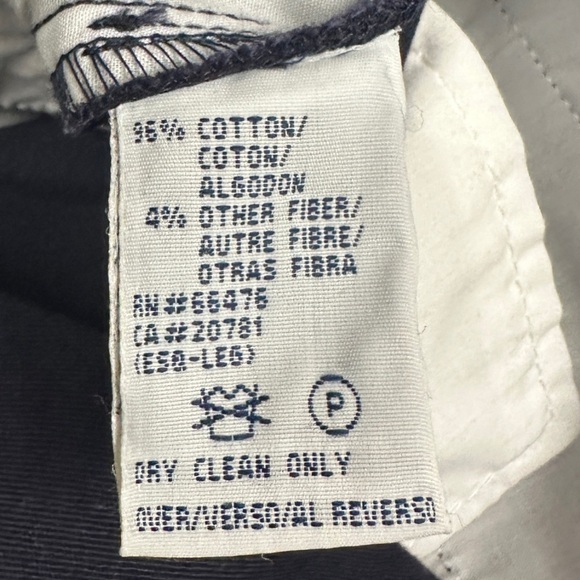 96% COTTON/
COTON/
ALGODON
4% OTHER FIBER/
AUTRE FIBRE/
OTRAS FIBRA
RN#66476
CA#20781
(ESQ-LEG)
P
DRY CLEAN ONLY
OVER/VERSO/AL REVERSO